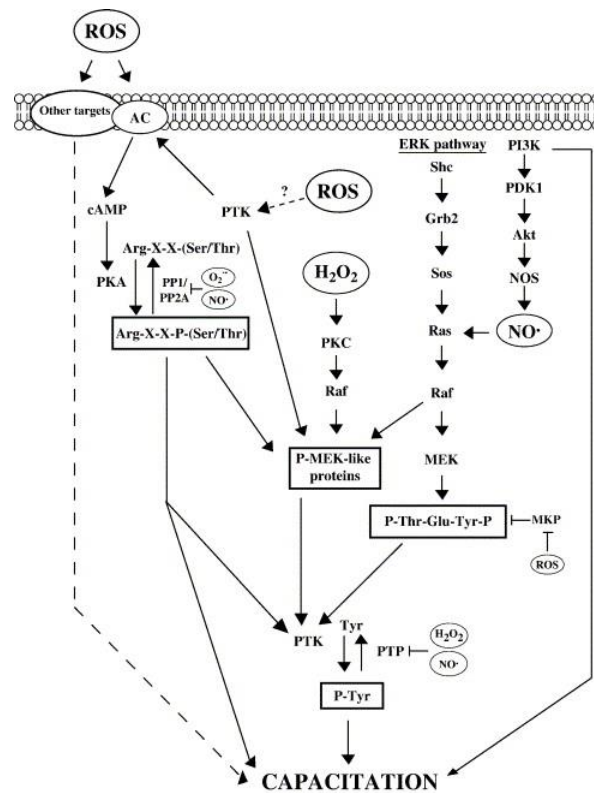 ROS
Other targets
AC
ERK pathway
PI3K
Shc
PDK1
?
ROS
cAMP
PTK
Grb2
Akt
Arg-X-X-(Ser/Thr)
H₂O₂
PKA
PP1/
PP2A
O₂˙⁻
NO·
Sos
NOS
Arg-X-X-P-(Ser/Thr)
PKC
Ras
NO·
Raf
Raf
P-MEK-like
proteins
MEK
P-Thr-Glu-Tyr-P
MKP
ROS
PTK
Tyr
PTP
H₂O₂
NO·
P-Tyr
CAPACITATION